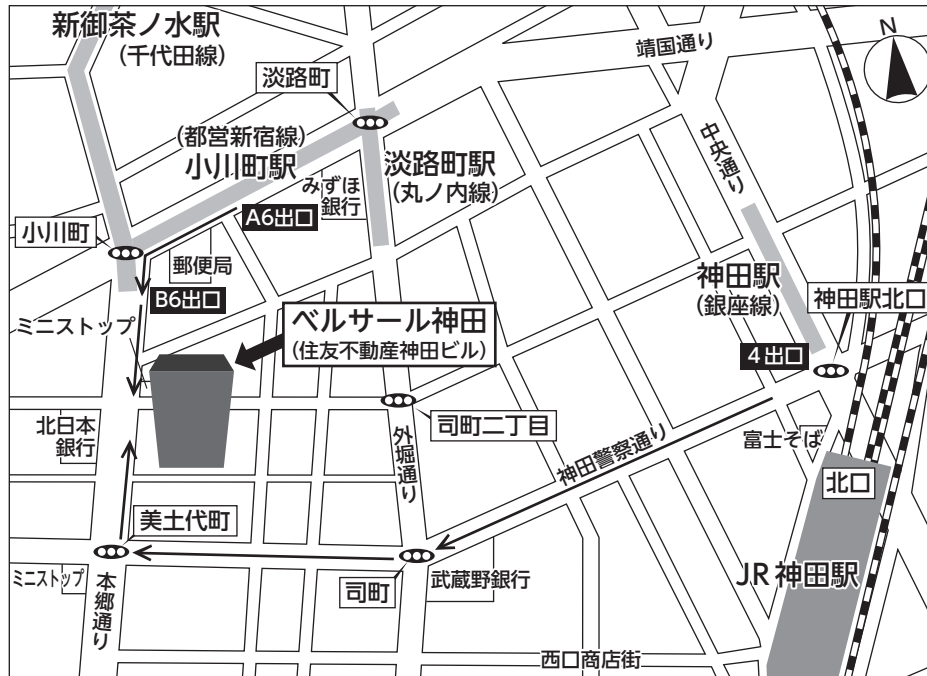 新御茶ノ水駅
(千代田線)
靖国通り
N
淡路町
(都営新宿線)
小川町駅
中央通り
淡路町駅
(丸ノ内線)
みずほ
銀行
A6出口
小川町
郵便局
神田駅
(銀座線)
神田駅北口
B6出口
ミニストップ
ベルサール神田
(住友不動産神田ビル)
4出口
北日本
銀行
司町二丁目
外堀通り
神田警察通り
富士そば
北口
美土代町
ミニストップ
本郷通り
司町
武蔵野銀行
JR神田駅
西口商店街